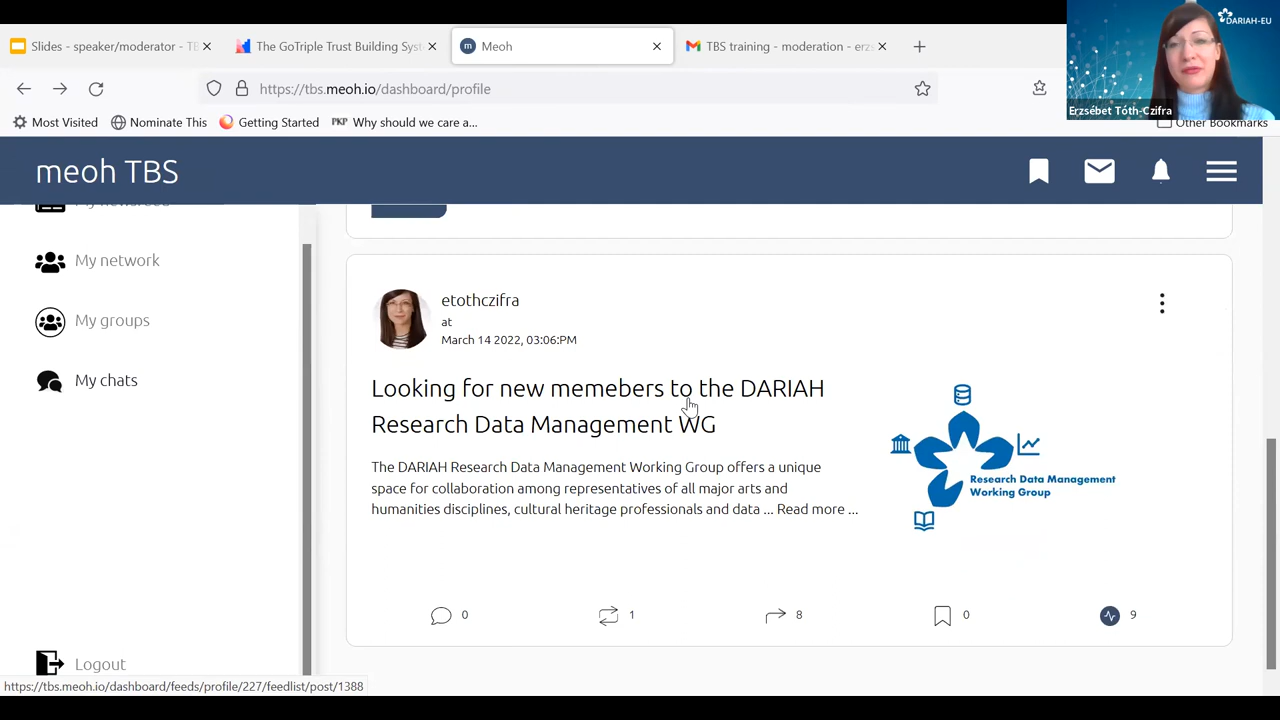 Slides - speaker/moderator - TE
The GoTriple Trust Building Syst
Meoh
TBS training - moderation - erzs
DARIAH-EU
https://tbs.meoh.io/dashboard/profile
Erzsébet Tóth-Czifra
Most Visited
Nominate This
Getting Started
PKP Why should we care a...
Other Bookmarks
meoh TBS
My network
My groups
My chats
Logout
etothczifra
at
March 14 2022, 03:06:PM
Looking for new memebers to the DARIAH
Research Data Management WG
The DARIAH Research Data Management Working Group offers a unique
space for collaboration among representatives of all major arts and
humanities disciplines, cultural heritage professionals and data ... Read more ...
Research Data Management
Working Group
0
1
8
0
9
https://tbs.meoh.io/dashboard/feeds/profile/227/feedlist/post/1388